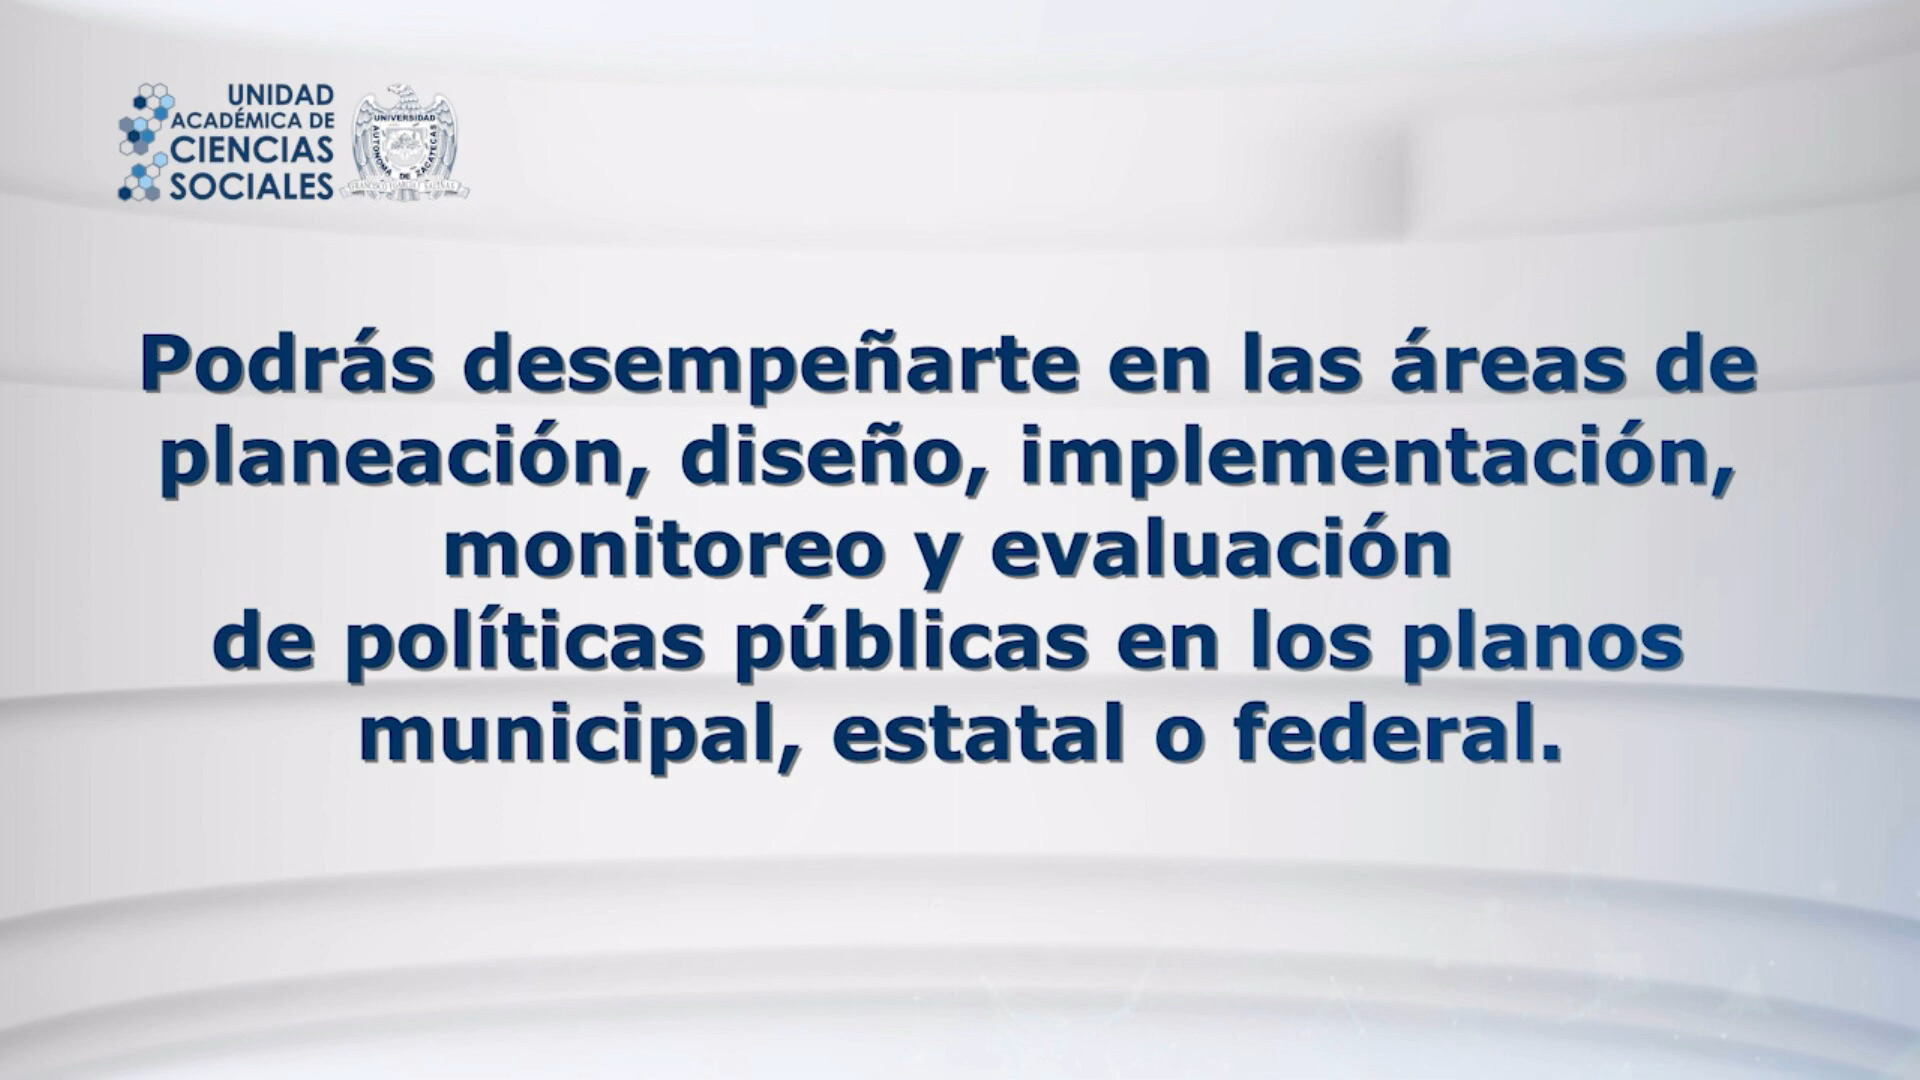 UNIDAD
ACADÉMICA DE
CIENCIAS
SOCIALES
UNIVERSIDAD
AUTÓNOMA DE ZACATECAS
Podrás desempeñarte en las áreas de
planeación, diseño, implementación,
monitoreo y evaluación
de políticas públicas en los planos
municipal, estatal o federal.